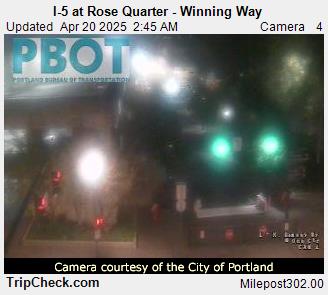 I-5 at Rose Quarter - Winning Way
Updated Apr 20 2025 2:45 AM Camera 4
PBOT
PORTLAND BUREAU OF TRANSPORTATION
Camera courtesy of the City of Portland
TripCheck.com Milepost302.00